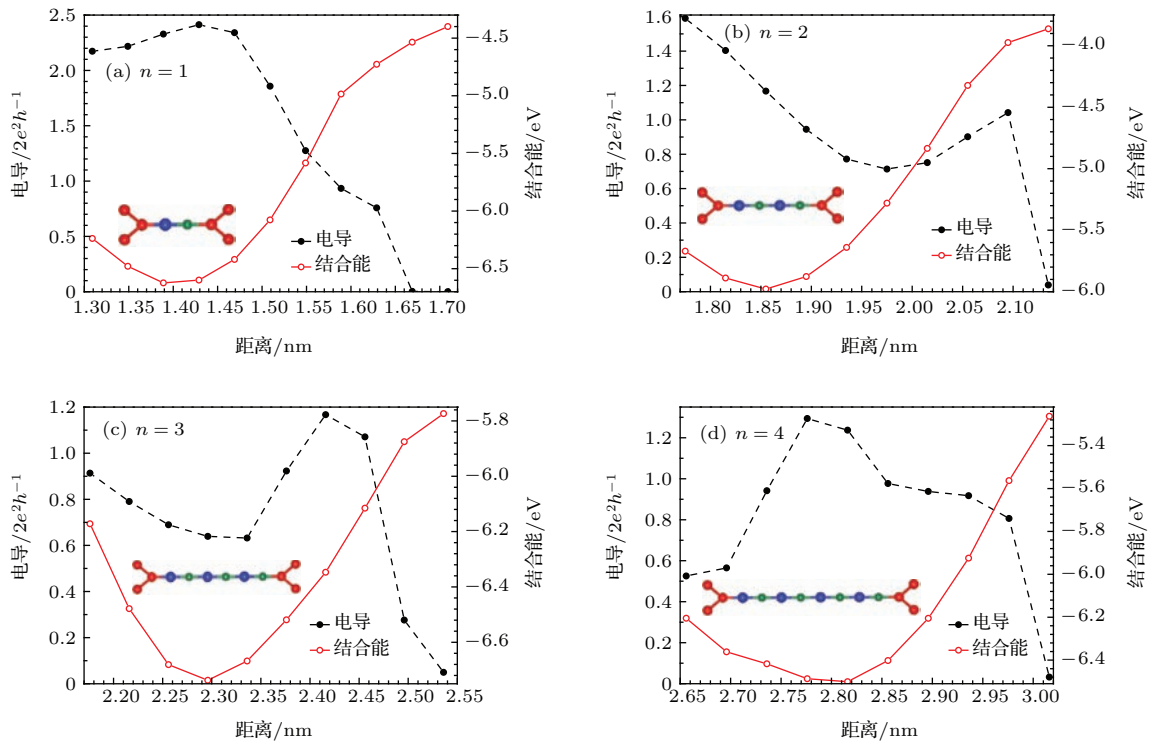 (a) n = 1
电导/2e²h⁻¹
2.5
2.0
1.5
1.0
0.5
0
结合能/eV
−4.5
−5.0
−5.5
−6.0
−6.5
电导
结合能
1.30 1.35 1.40 1.45 1.50 1.55 1.60 1.65 1.70
距离/nm
(b) n = 2
电导/2e²h⁻¹
1.6
1.4
1.2
1.0
0.8
0.6
0.4
0.2
0
结合能/eV
−4.0
−4.5
−5.0
−5.5
−6.0
电导
结合能
1.80 1.85 1.90 1.95 2.00 2.05 2.10
距离/nm
(c) n = 3
电导/2e²h⁻¹
1.2
1.0
0.8
0.6
0.4
0.2
0
结合能/eV
−5.8
−6.0
−6.2
−6.4
−6.6
电导
结合能
2.20 2.25 2.30 2.35 2.40 2.45 2.50 2.55
距离/nm
(d) n = 4
电导/2e²h⁻¹
1.2
1.0
0.8
0.6
0.4
0.2
0
结合能/eV
−5.4
−5.6
−5.8
−6.0
−6.2
−6.4
电导
结合能
2.65 2.70 2.75 2.80 2.85 2.90 2.95 3.00
距离/nm